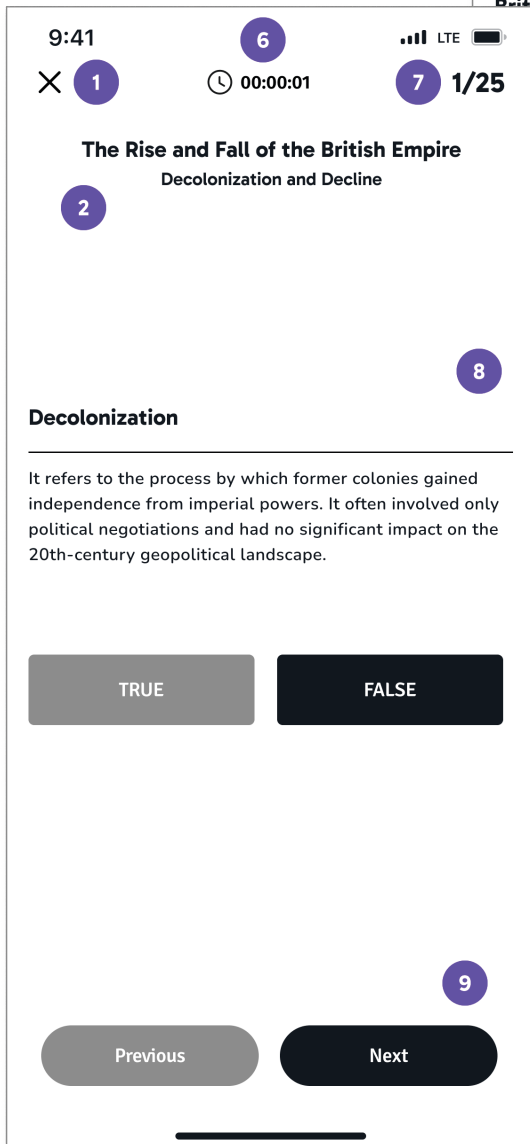 9:41
6
LTE
1
00:00:01
7
1/25
The Rise and Fall of the British Empire
Decolonization and Decline
2
8
Decolonization
It refers to the process by which former colonies gained
independence from imperial powers. It often involved only
political negotiations and had no significant impact on the
20th-century geopolitical landscape.
TRUE
FALSE
9
Previous
Next